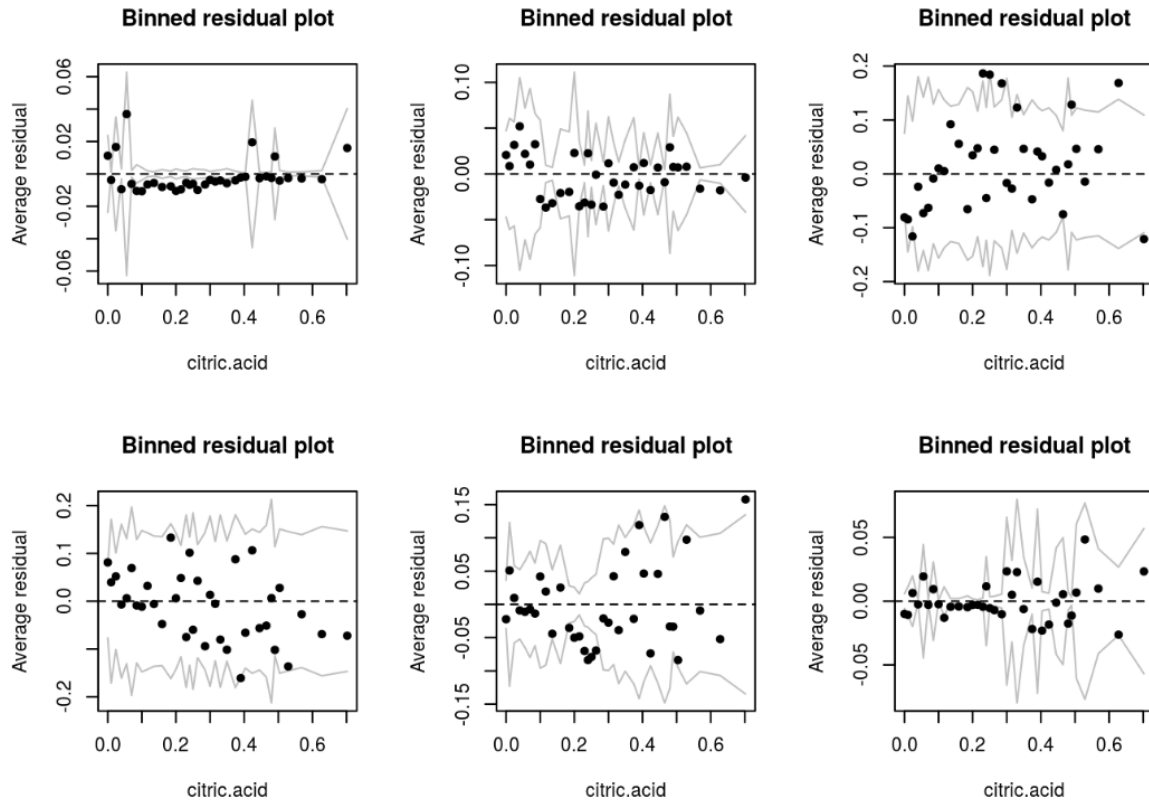 Binned residual plot
Average residual
0.06
0.02
-0.02
-0.06
0.0 0.2 0.4 0.6
citric.acid
Binned residual plot
Average residual
0.10
0.00
-0.10
0.0 0.2 0.4 0.6
citric.acid
Binned residual plot
Average residual
0.2
0.1
0.0
-0.1
-0.2
0.0 0.2 0.4 0.6
citric.acid
Binned residual plot
Average residual
0.2
0.1
0.0
-0.2
0.0 0.2 0.4 0.6
citric.acid
Binned residual plot
Average residual
0.15
0.05
-0.05
-0.15
0.0 0.2 0.4 0.6
citric.acid
Binned residual plot
Average residual
0.05
0.00
-0.05
0.0 0.2 0.4 0.6
citric.acid